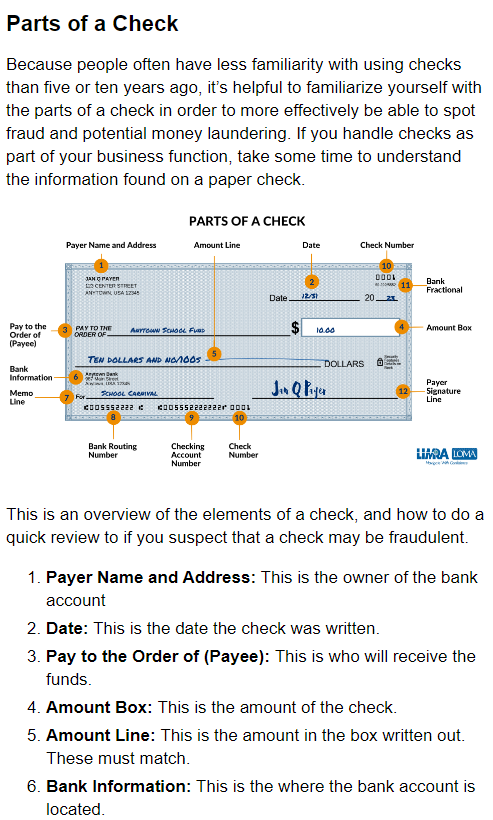 Parts of a Check
Because people often have less familiarity with using checks
than five or ten years ago, it’s helpful to familiarize yourself with
the parts of a check in order to more effectively be able to spot
fraud and potential money laundering. If you handle checks as
part of your business function, take some time to understand
the information found on a paper check.
PARTS OF A CHECK
Payer Name and Address Amount Line Date Check Number
1
10
JAN Q PAYER
123 CENTER STREET
ANYTOWN, USA 12345
0001
2
11
Bank
Fractional
Date 12/31 20 23
Pay to the
Order of
(Payee)
3
PAY TO THE
ORDER OF
ANYTOWN SCHOOL FUND
$ 10.00
4
Amount Box
5
TEN DOLLARS AND NO/100S
DOLLARS
Bank
Information
6
Anytown Bank
967 Main Street
Anytown, USA 12345
Memo
Line
7
For SCHOOL CARNIVAL
Jan Q Payer
12
Payer
Signature
Line
8
9
10
Bank Routing
Number
Checking
Account
Number
Check
Number
LIMRA LOMA
Navigate With Confidence
This is an overview of the elements of a check, and how to do a
quick review to if you suspect that a check may be fraudulent.
1. Payer Name and Address: This is the owner of the bank
account
2. Date: This is the date the check was written.
3. Pay to the Order of (Payee): This is who will receive the
funds.
4. Amount Box: This is the amount of the check.
5. Amount Line: This is the amount in the box written out.
These must match.
6. Bank Information: This is the where the bank account is
located.